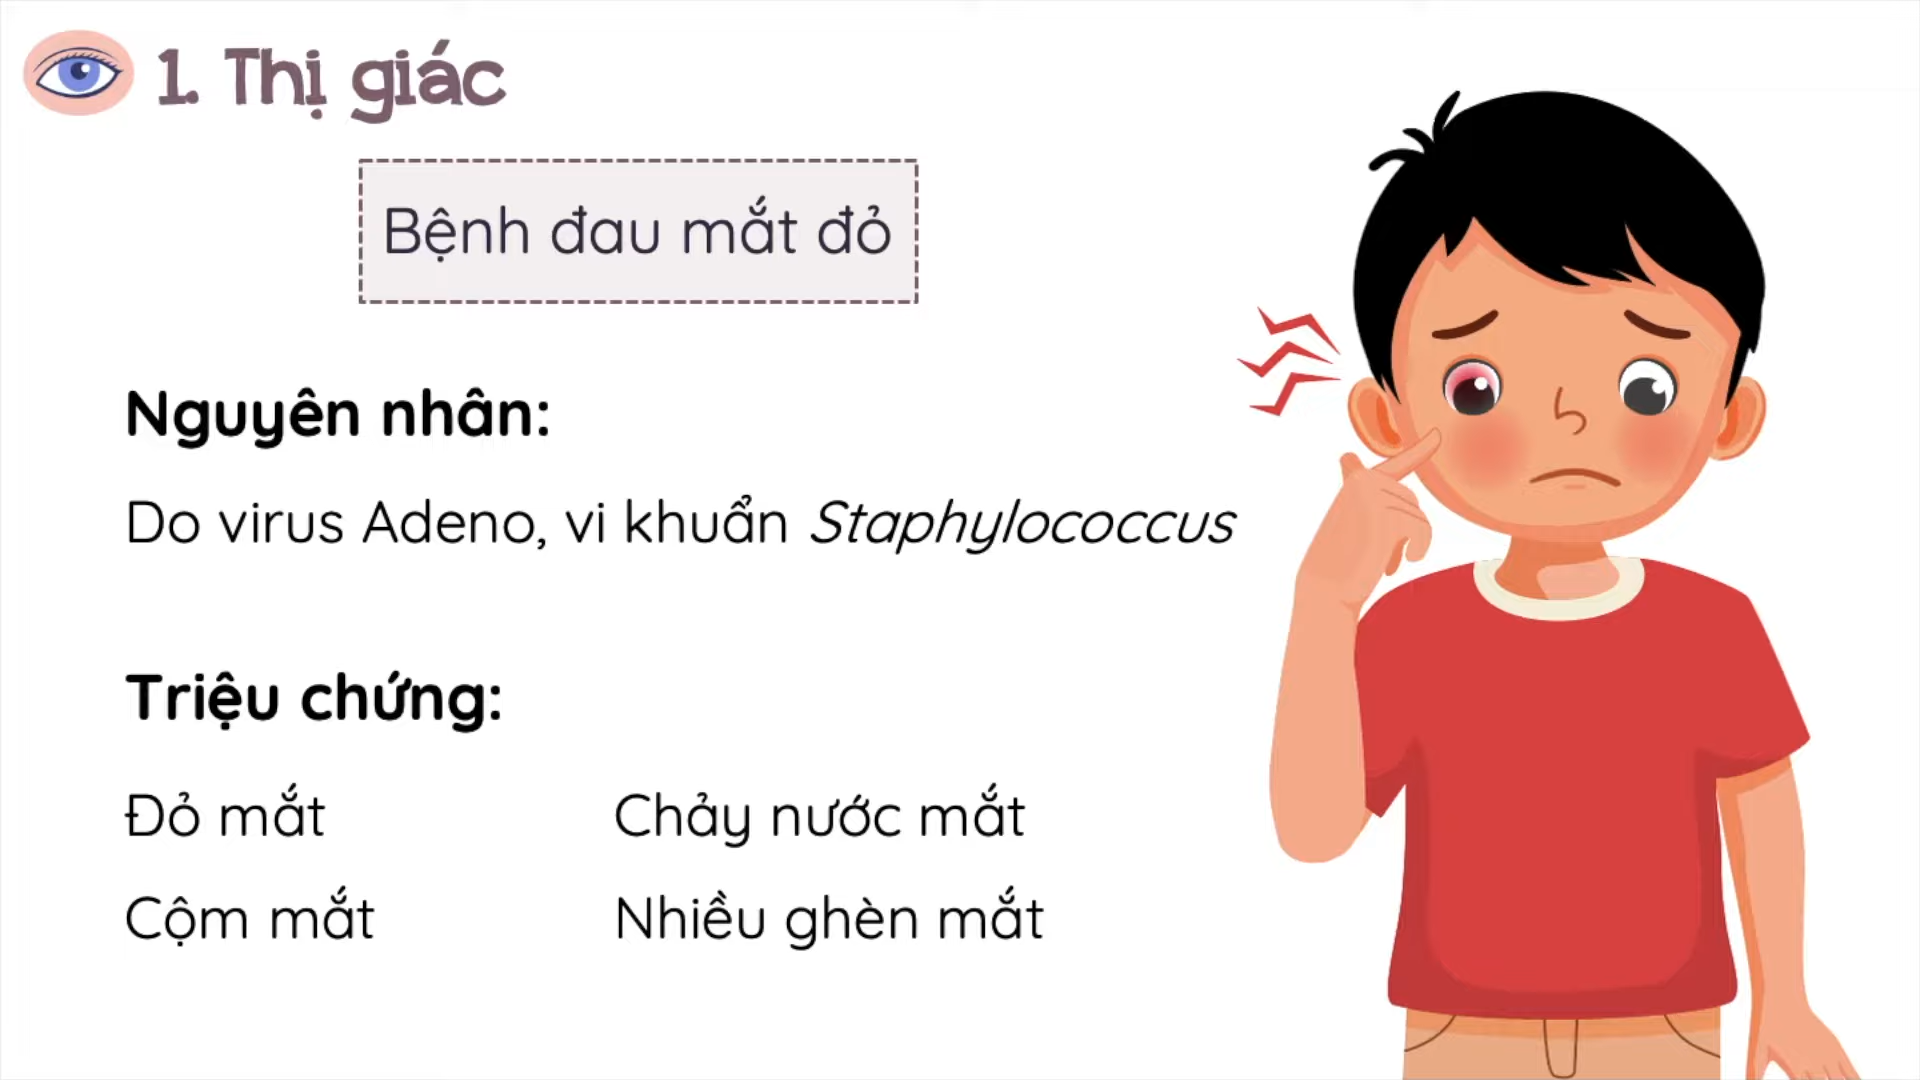 1. Thị giác
Bệnh đau mắt đỏ
Nguyên nhân:
Do virus Adeno, vi khuẩn Staphylococcus
Triệu chứng:
Đỏ mắt
Chảy nước mắt
Cộm mắt
Nhiều ghèn mắt